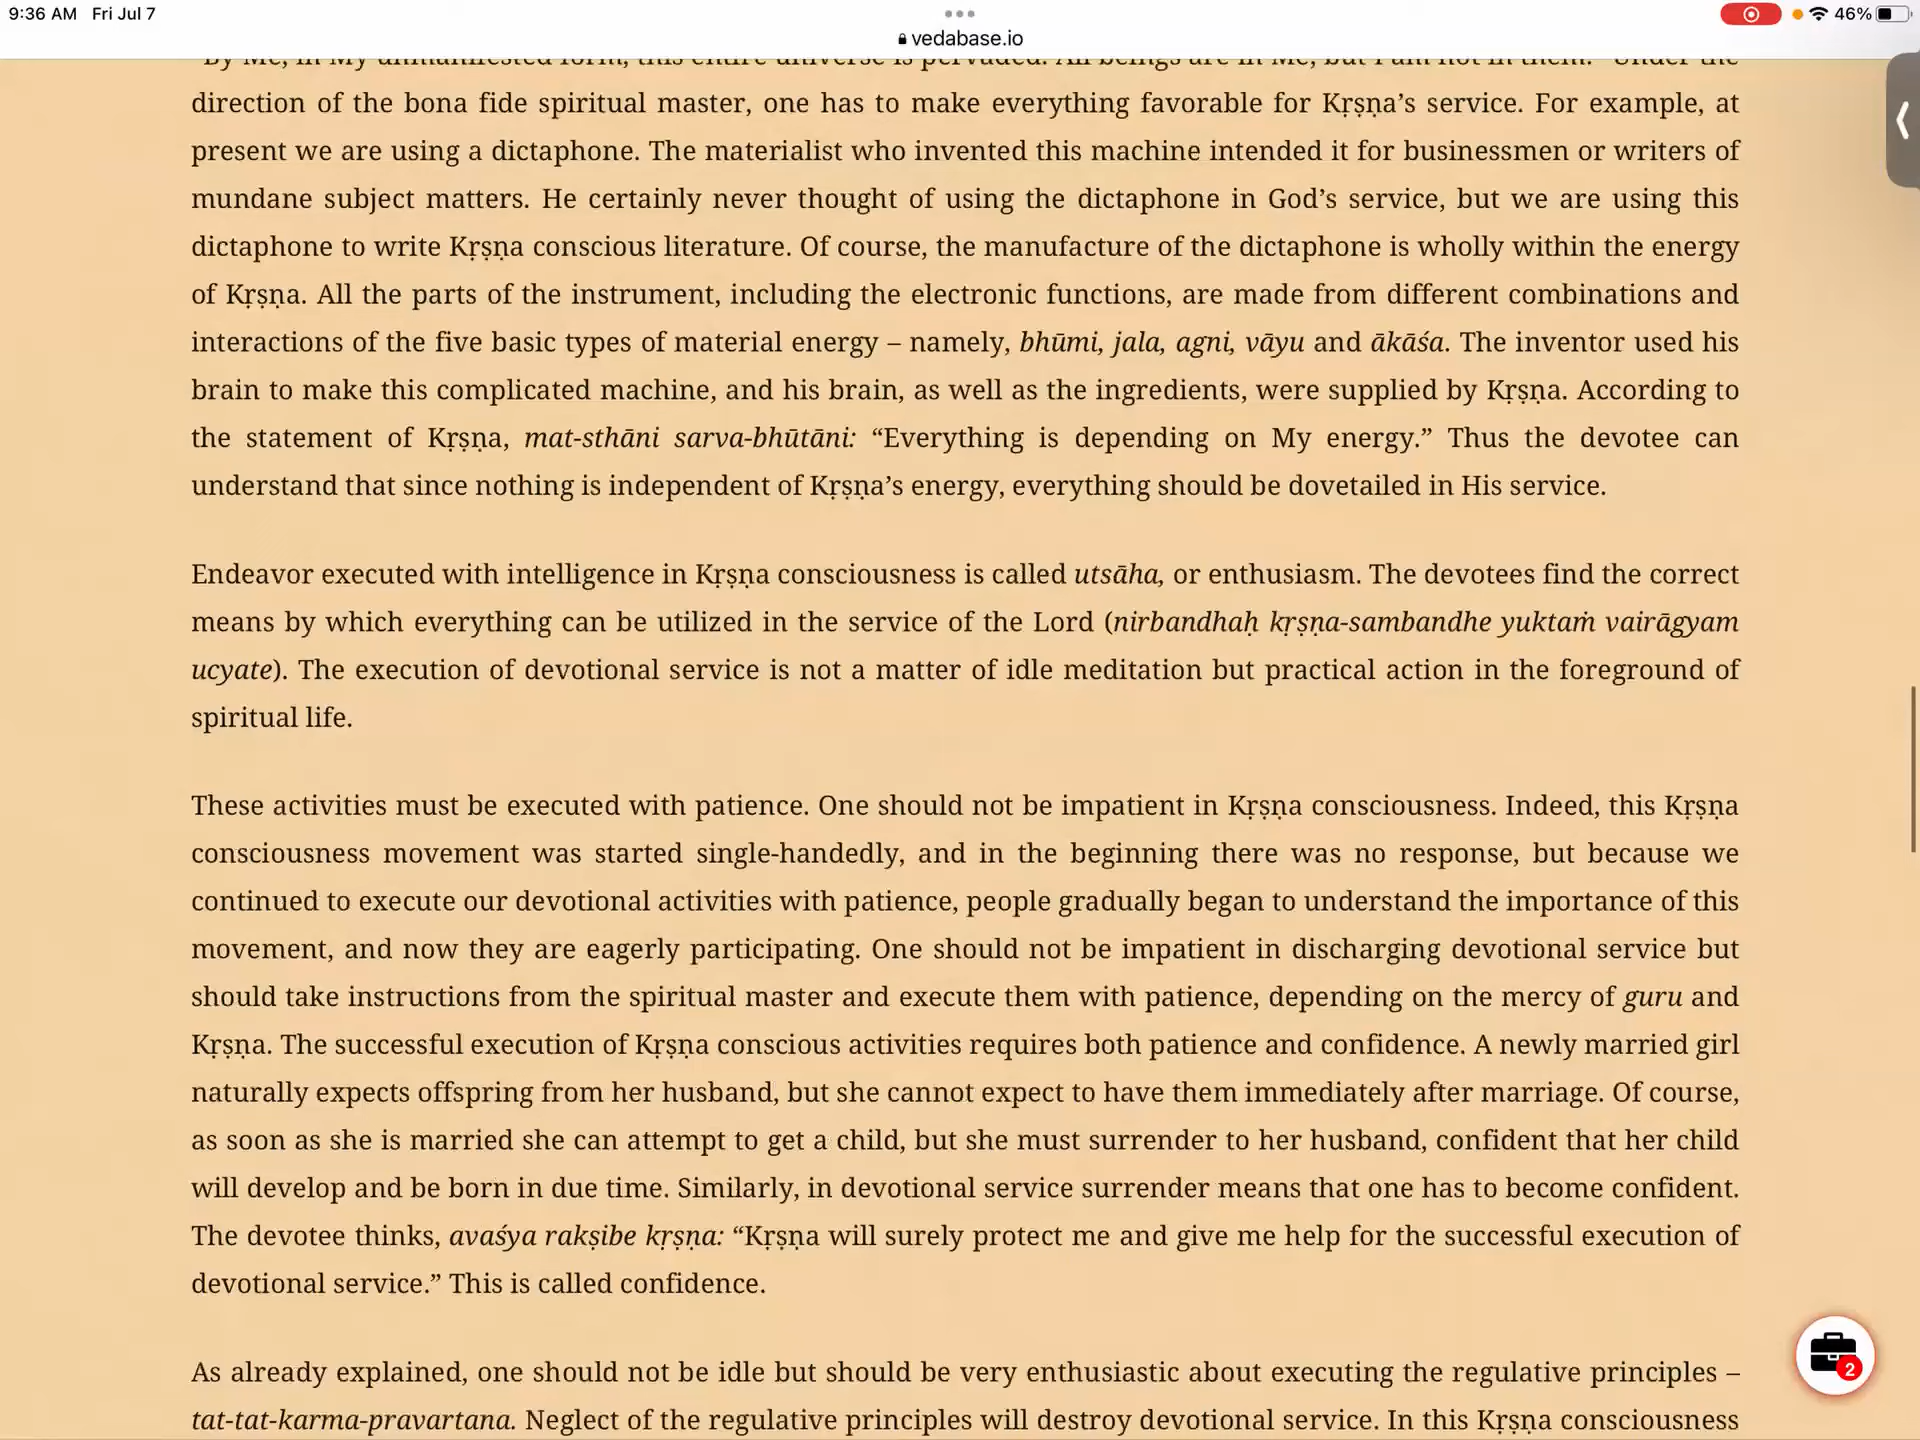 9:36 AM Fri Jul 7
46%
vedabase.io
"By Me, in My unmanifested form, this entire universe is pervaded. All beings are in Me, but I am not in them." Under the
direction of the bona fide spiritual master, one has to make everything favorable for Kṛṣṇa’s service. For example, at
present we are using a dictaphone. The materialist who invented this machine intended it for businessmen or writers of
mundane subject matters. He certainly never thought of using the dictaphone in God’s service, but we are using this
dictaphone to write Kṛṣṇa conscious literature. Of course, the manufacture of the dictaphone is wholly within the energy
of Kṛṣṇa. All the parts of the instrument, including the electronic functions, are made from different combinations and
interactions of the five basic types of material energy – namely, bhūmi, jala, agni, vāyu and ākāśa. The inventor used his
brain to make this complicated machine, and his brain, as well as the ingredients, were supplied by Kṛṣṇa. According to
the statement of Kṛṣṇa, mat-sthāni sarva-bhūtāni: “Everything is depending on My energy.” Thus the devotee can
understand that since nothing is independent of Kṛṣṇa’s energy, everything should be dovetailed in His service.
Endeavor executed with intelligence in Kṛṣṇa consciousness is called utsāha, or enthusiasm. The devotees find the correct
means by which everything can be utilized in the service of the Lord (nirbandhaḥ kṛṣṇa-sambandhe yuktaṁ vairāgyam
ucyate). The execution of devotional service is not a matter of idle meditation but practical action in the foreground of
spiritual life.
These activities must be executed with patience. One should not be impatient in Kṛṣṇa consciousness. Indeed, this Kṛṣṇa
consciousness movement was started single-handedly, and in the beginning there was no response, but because we
continued to execute our devotional activities with patience, people gradually began to understand the importance of this
movement, and now they are eagerly participating. One should not be impatient in discharging devotional service but
should take instructions from the spiritual master and execute them with patience, depending on the mercy of guru and
Kṛṣṇa. The successful execution of Kṛṣṇa conscious activities requires both patience and confidence. A newly married girl
naturally expects offspring from her husband, but she cannot expect to have them immediately after marriage. Of course,
as soon as she is married she can attempt to get a child, but she must surrender to her husband, confident that her child
will develop and be born in due time. Similarly, in devotional service surrender means that one has to become confident.
The devotee thinks, avaśya rakṣibe kṛṣṇa: “Kṛṣṇa will surely protect me and give me help for the successful execution of
devotional service.” This is called confidence.
As already explained, one should not be idle but should be very enthusiastic about executing the regulative principles –
tat-tat-karma-pravartana. Neglect of the regulative principles will destroy devotional service. In this Kṛṣṇa consciousness
2